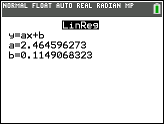 NORMAL FLOAT AUTO REAL RADIAN MP
LinReg
y=ax+b
a=2.464596273
b=0.1149068323